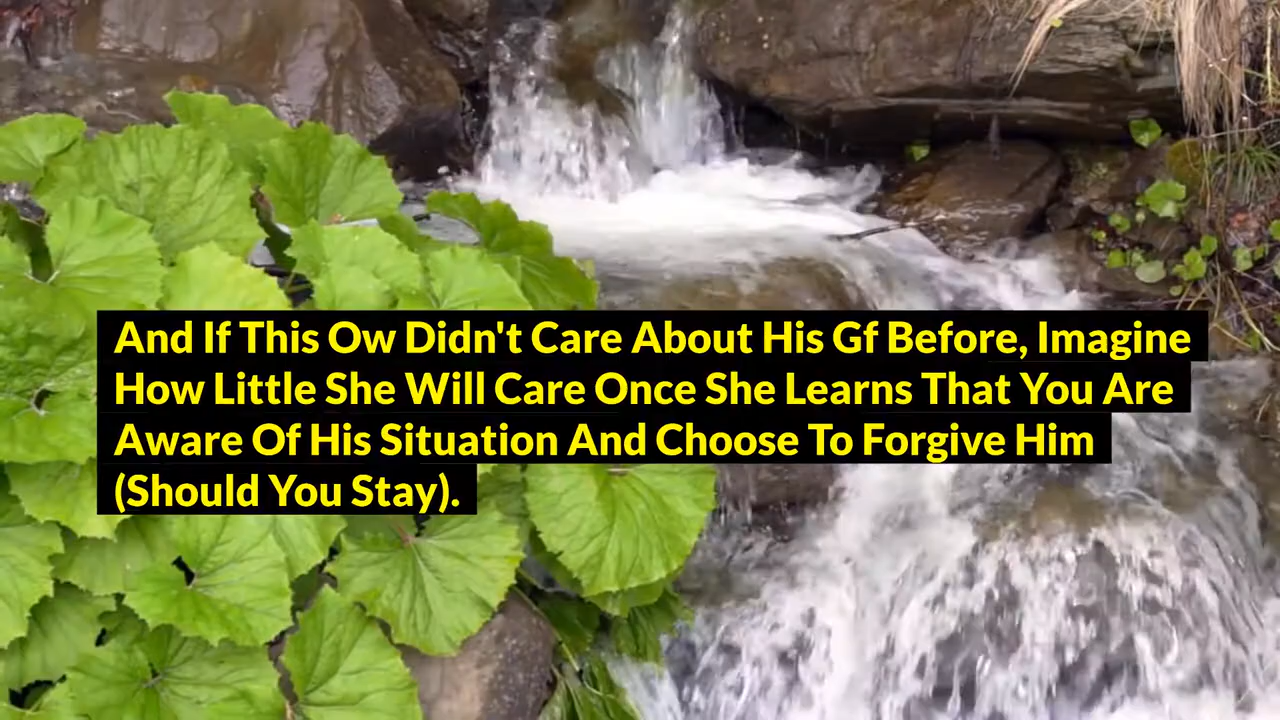 And If This Ow Didn't Care About His Gf Before, Imagine
How Little She Will Care Once She Learns That You Are
Aware Of His Situation And Choose To Forgive Him
(Should You Stay).